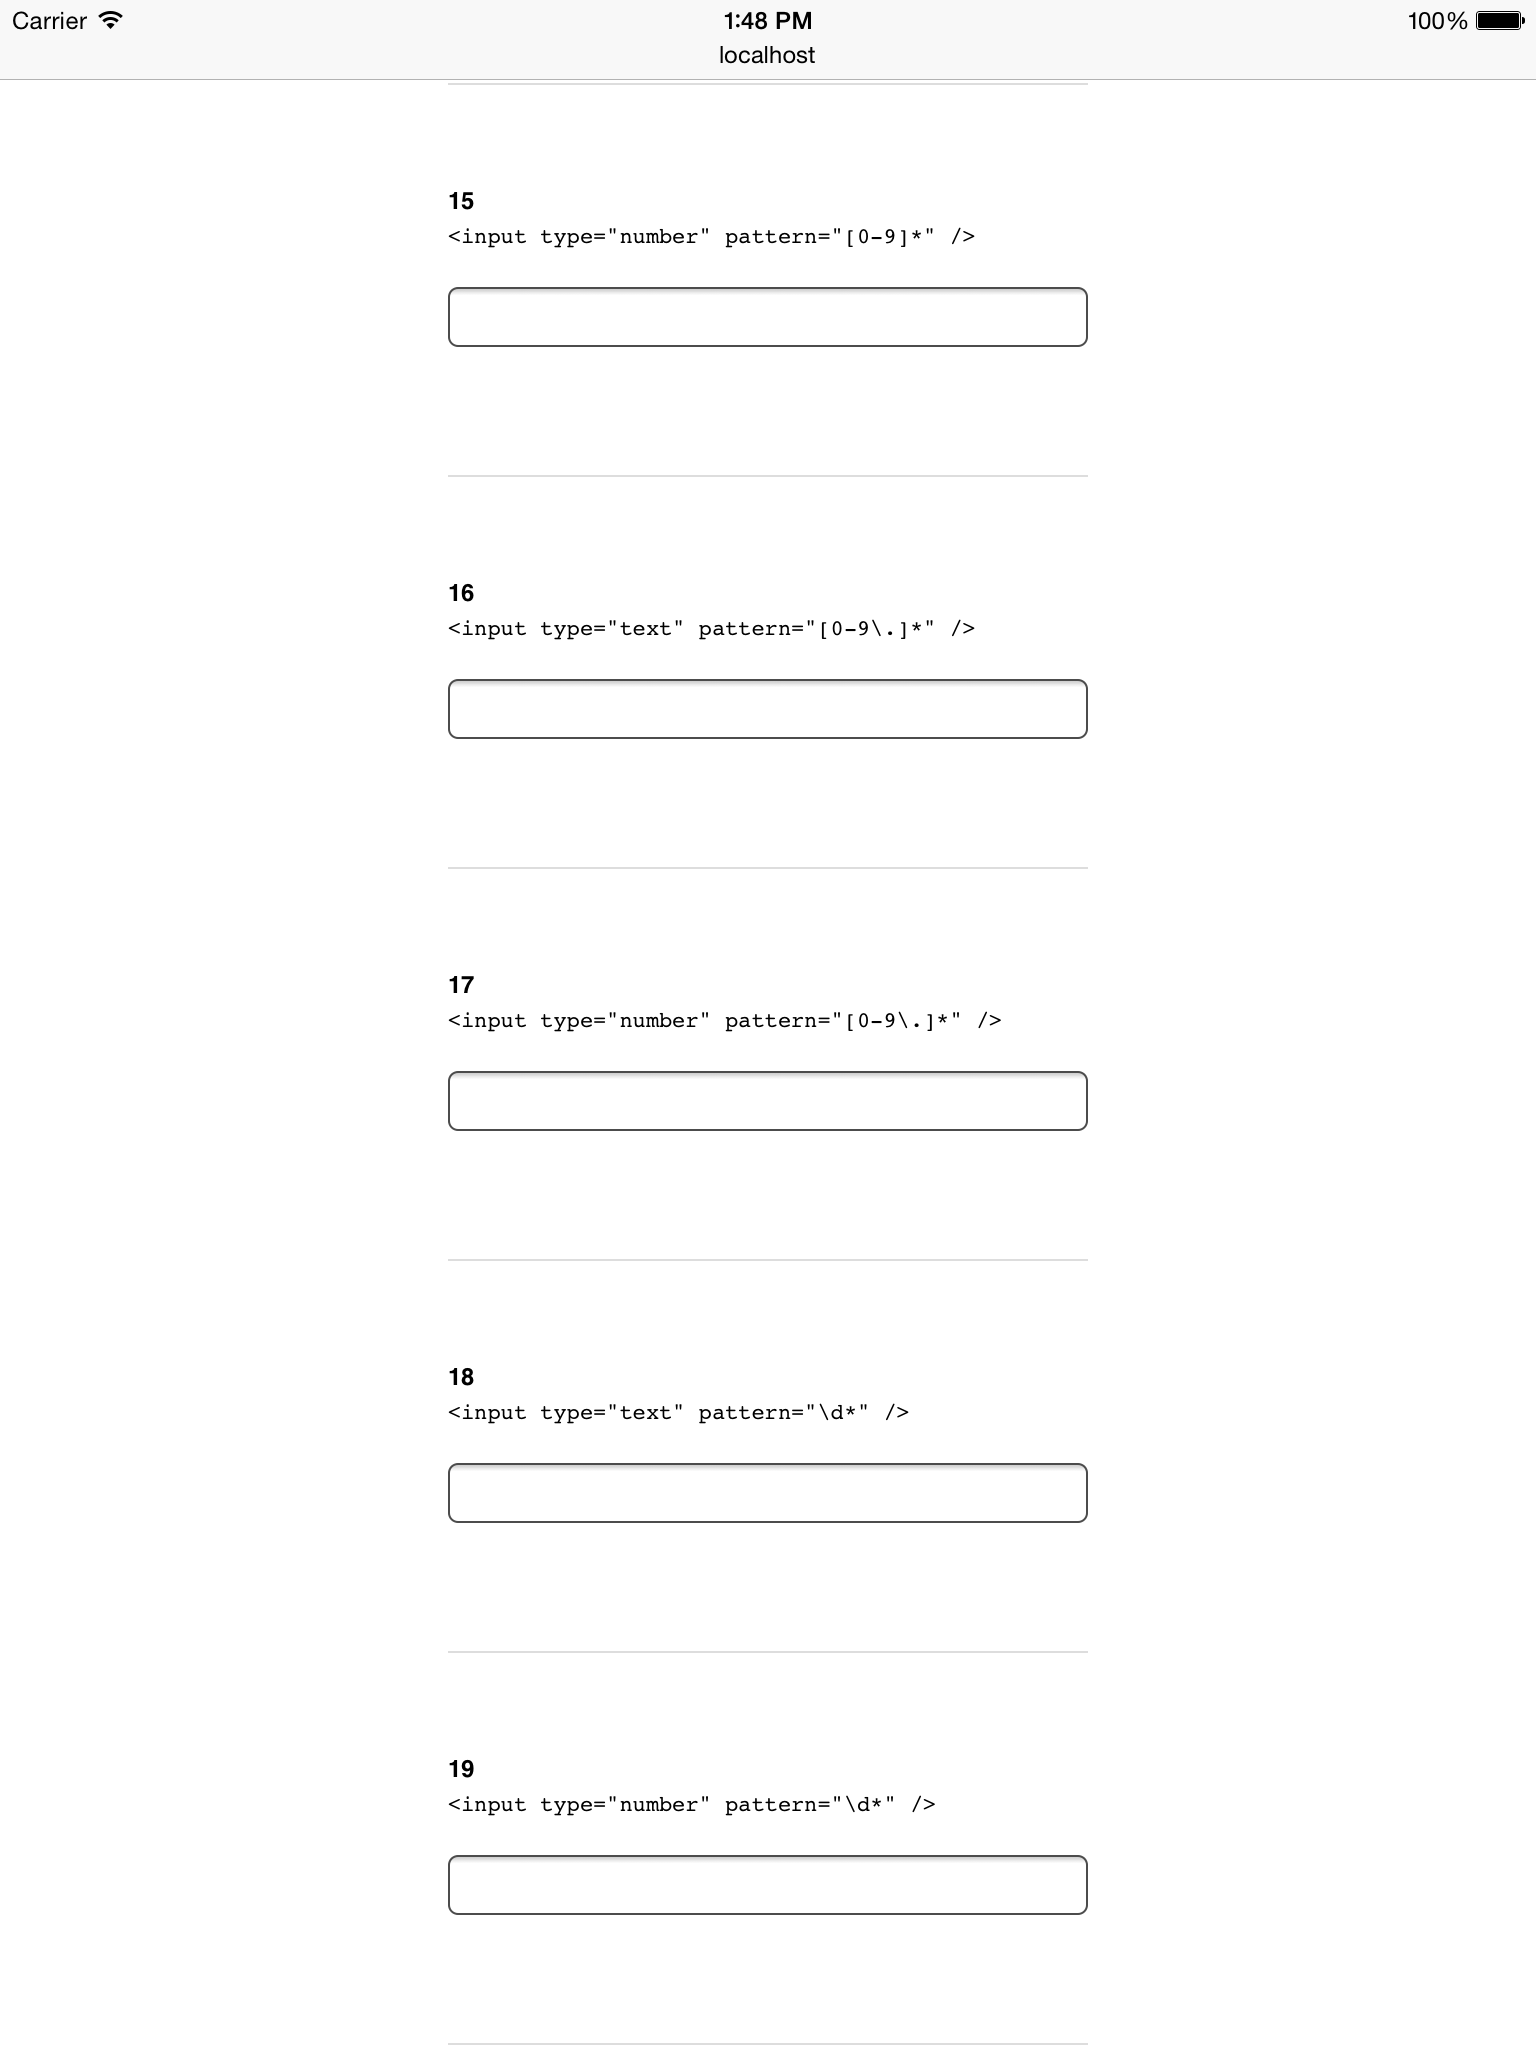 Carrier 1:48 PM 100%
localhost
15
<input type="number" pattern="[0-9]*" />
16
<input type="text" pattern="[0-9\.]*" />
17
<input type="number" pattern="[0-9\.]*" />
18
<input type="text" pattern="\d*" />
19
<input type="number" pattern="\d*" />